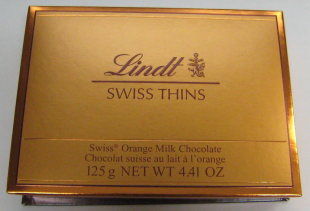 Lindt
SWISS THINS
Swiss® Orange Milk Chocolate
Chocolat suisse au lait à l'orange
125 g NET WT 4.41 OZ